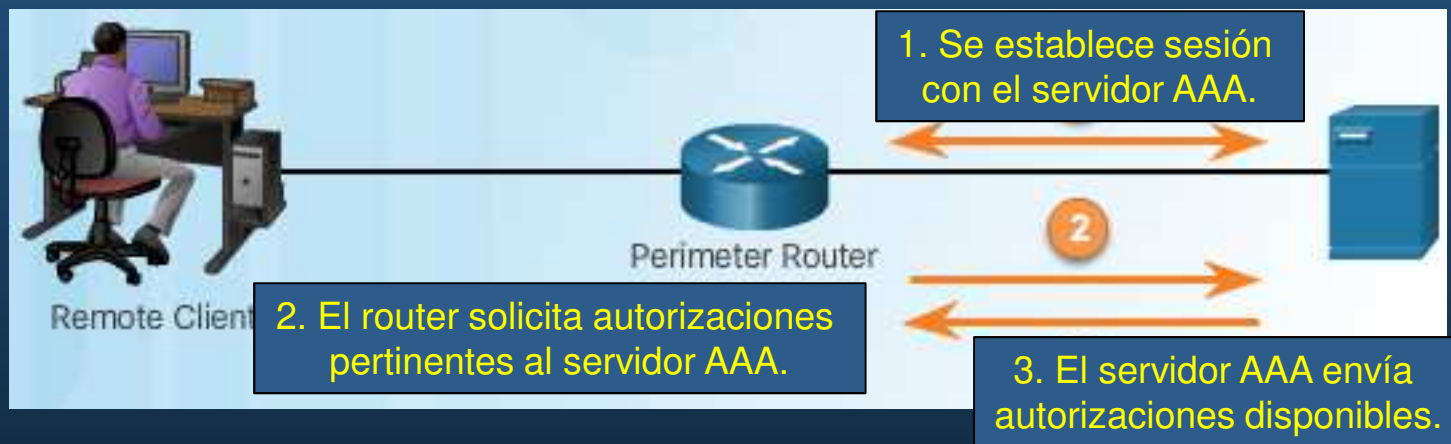 1. Se establece sesión
con el servidor AAA.
2
Perimeter Router
Remote Client
2. El router solicita autorizaciones
pertinentes al servidor AAA.
3. El servidor AAA envía
autorizaciones disponibles.